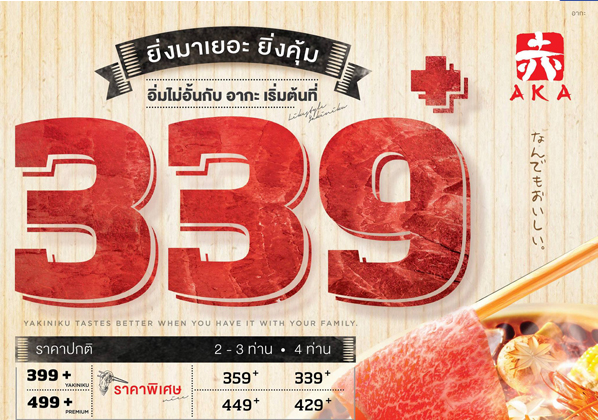 อากะ
ยิ่งมาเยอะ ยิ่งคุ้ม
อิ่มไม่อั้นกับ อากะ เริ่มต้นที่
Lifestyle
Yakiniku
339+
赤
AKA
なんでもおいしい。
YAKINIKU TASTES BETTER WHEN YOU HAVE IT WITH YOUR FAMILY.
ราคาปกติ 2 - 3 ท่าน • 4 ท่าน
399+ YAKINIKU ราคาพิเศษ 359+ 339+
499+ PREMIUM 449+ 429+